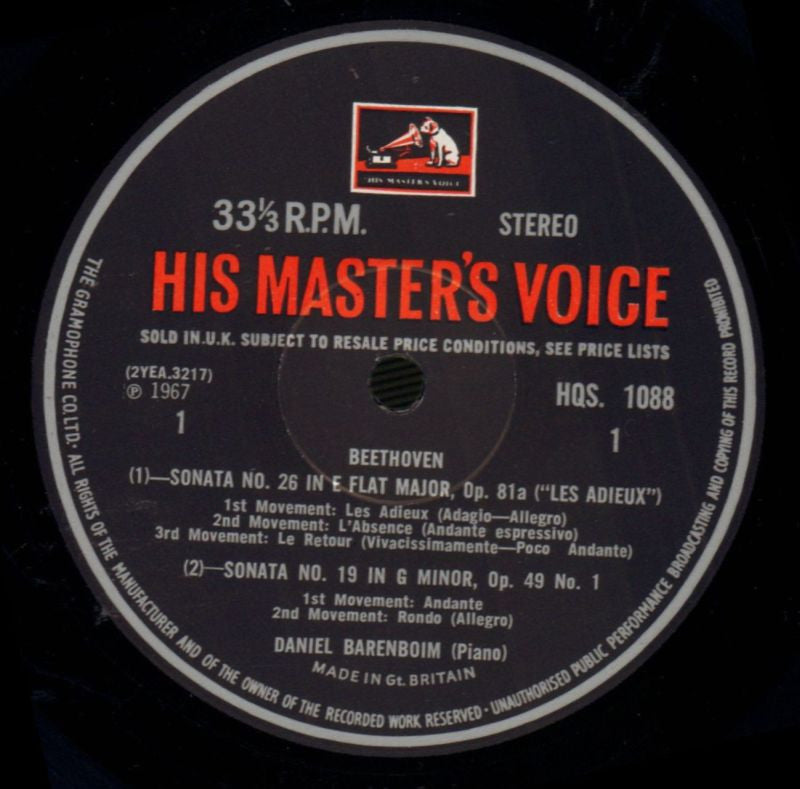 "HIS MASTER'S VOICE"
33⅓ R.P.M. STEREO
HIS MASTER'S VOICE
SOLD IN.U.K. SUBJECT TO RESALE PRICE CONDITIONS, SEE PRICE LISTS
(2YEA.3217)
℗ 1967
1
HQS. 1088
1
BEETHOVEN
(1)—SONATA NO. 26 IN E FLAT MAJOR, Op. 81a ("LES ADIEUX")
1st Movement: Les Adieux (Adagio—Allegro)
2nd Movement: L'Absence (Andante espressivo)
3rd Movement: Le Retour (Vivacissimamente—Poco Andante)
(2)—SONATA NO. 19 IN G MINOR, Op. 49 No. 1
1st Movement: Andante
2nd Movement: Rondo (Allegro)
DANIEL BARENBOIM (Piano)
MADE IN Gt. BRITAIN
THE GRAMOPHONE CO. LTD. · ALL RIGHTS OF THE MANUFACTURER AND OF THE OWNER OF THE RECORDED WORK RESERVED · UNAUTHORISED PUBLIC PERFORMANCE BROADCASTING AND COPYING OF THIS RECORD PROHIBITED